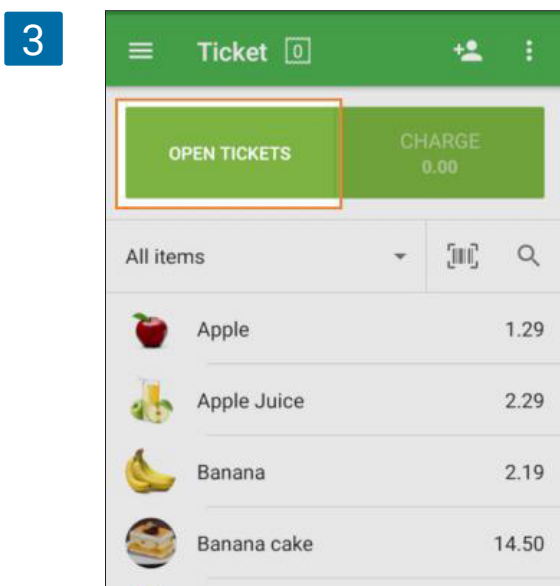 3
Ticket 0
OPEN TICKETS
CHARGE
0.00
All items
Apple 1.29
Apple Juice 2.29
Banana 2.19
Banana cake 14.50